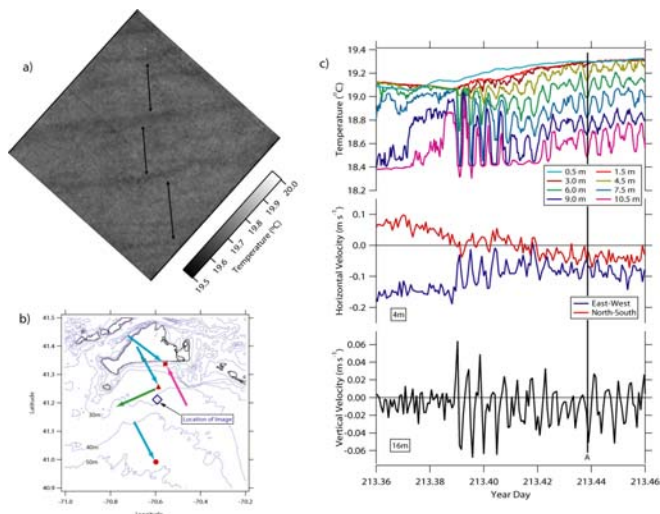 a)
20.0
19.9
19.8
19.7
19.6
19.5
Temperature (°C)
b)
41.5
41.4
41.3
41.2
41.1
41.0
40.9
Latitude
30m
40m
50m
Location of Image
-71.0
-70.8
-70.6
-70.4
-70.2
Longitude
c)
19.4
19.2
19.0
18.8
18.6
18.4
18.2
Temperature (°C)
0.5 m
1.5 m
3.0 m
4.5 m
6.0 m
7.5 m
9.0 m
10.5 m
0.1
0.0
-0.1
-0.2
Horizontal Velocity (m s⁻¹)
4m
East-West
North-South
0.06
0.04
0.02
0.00
-0.02
-0.04
-0.06
Vertical Velocity (m s⁻¹)
16m
A
213.36
213.38
213.40
213.42
213.44
213.46
Year Day